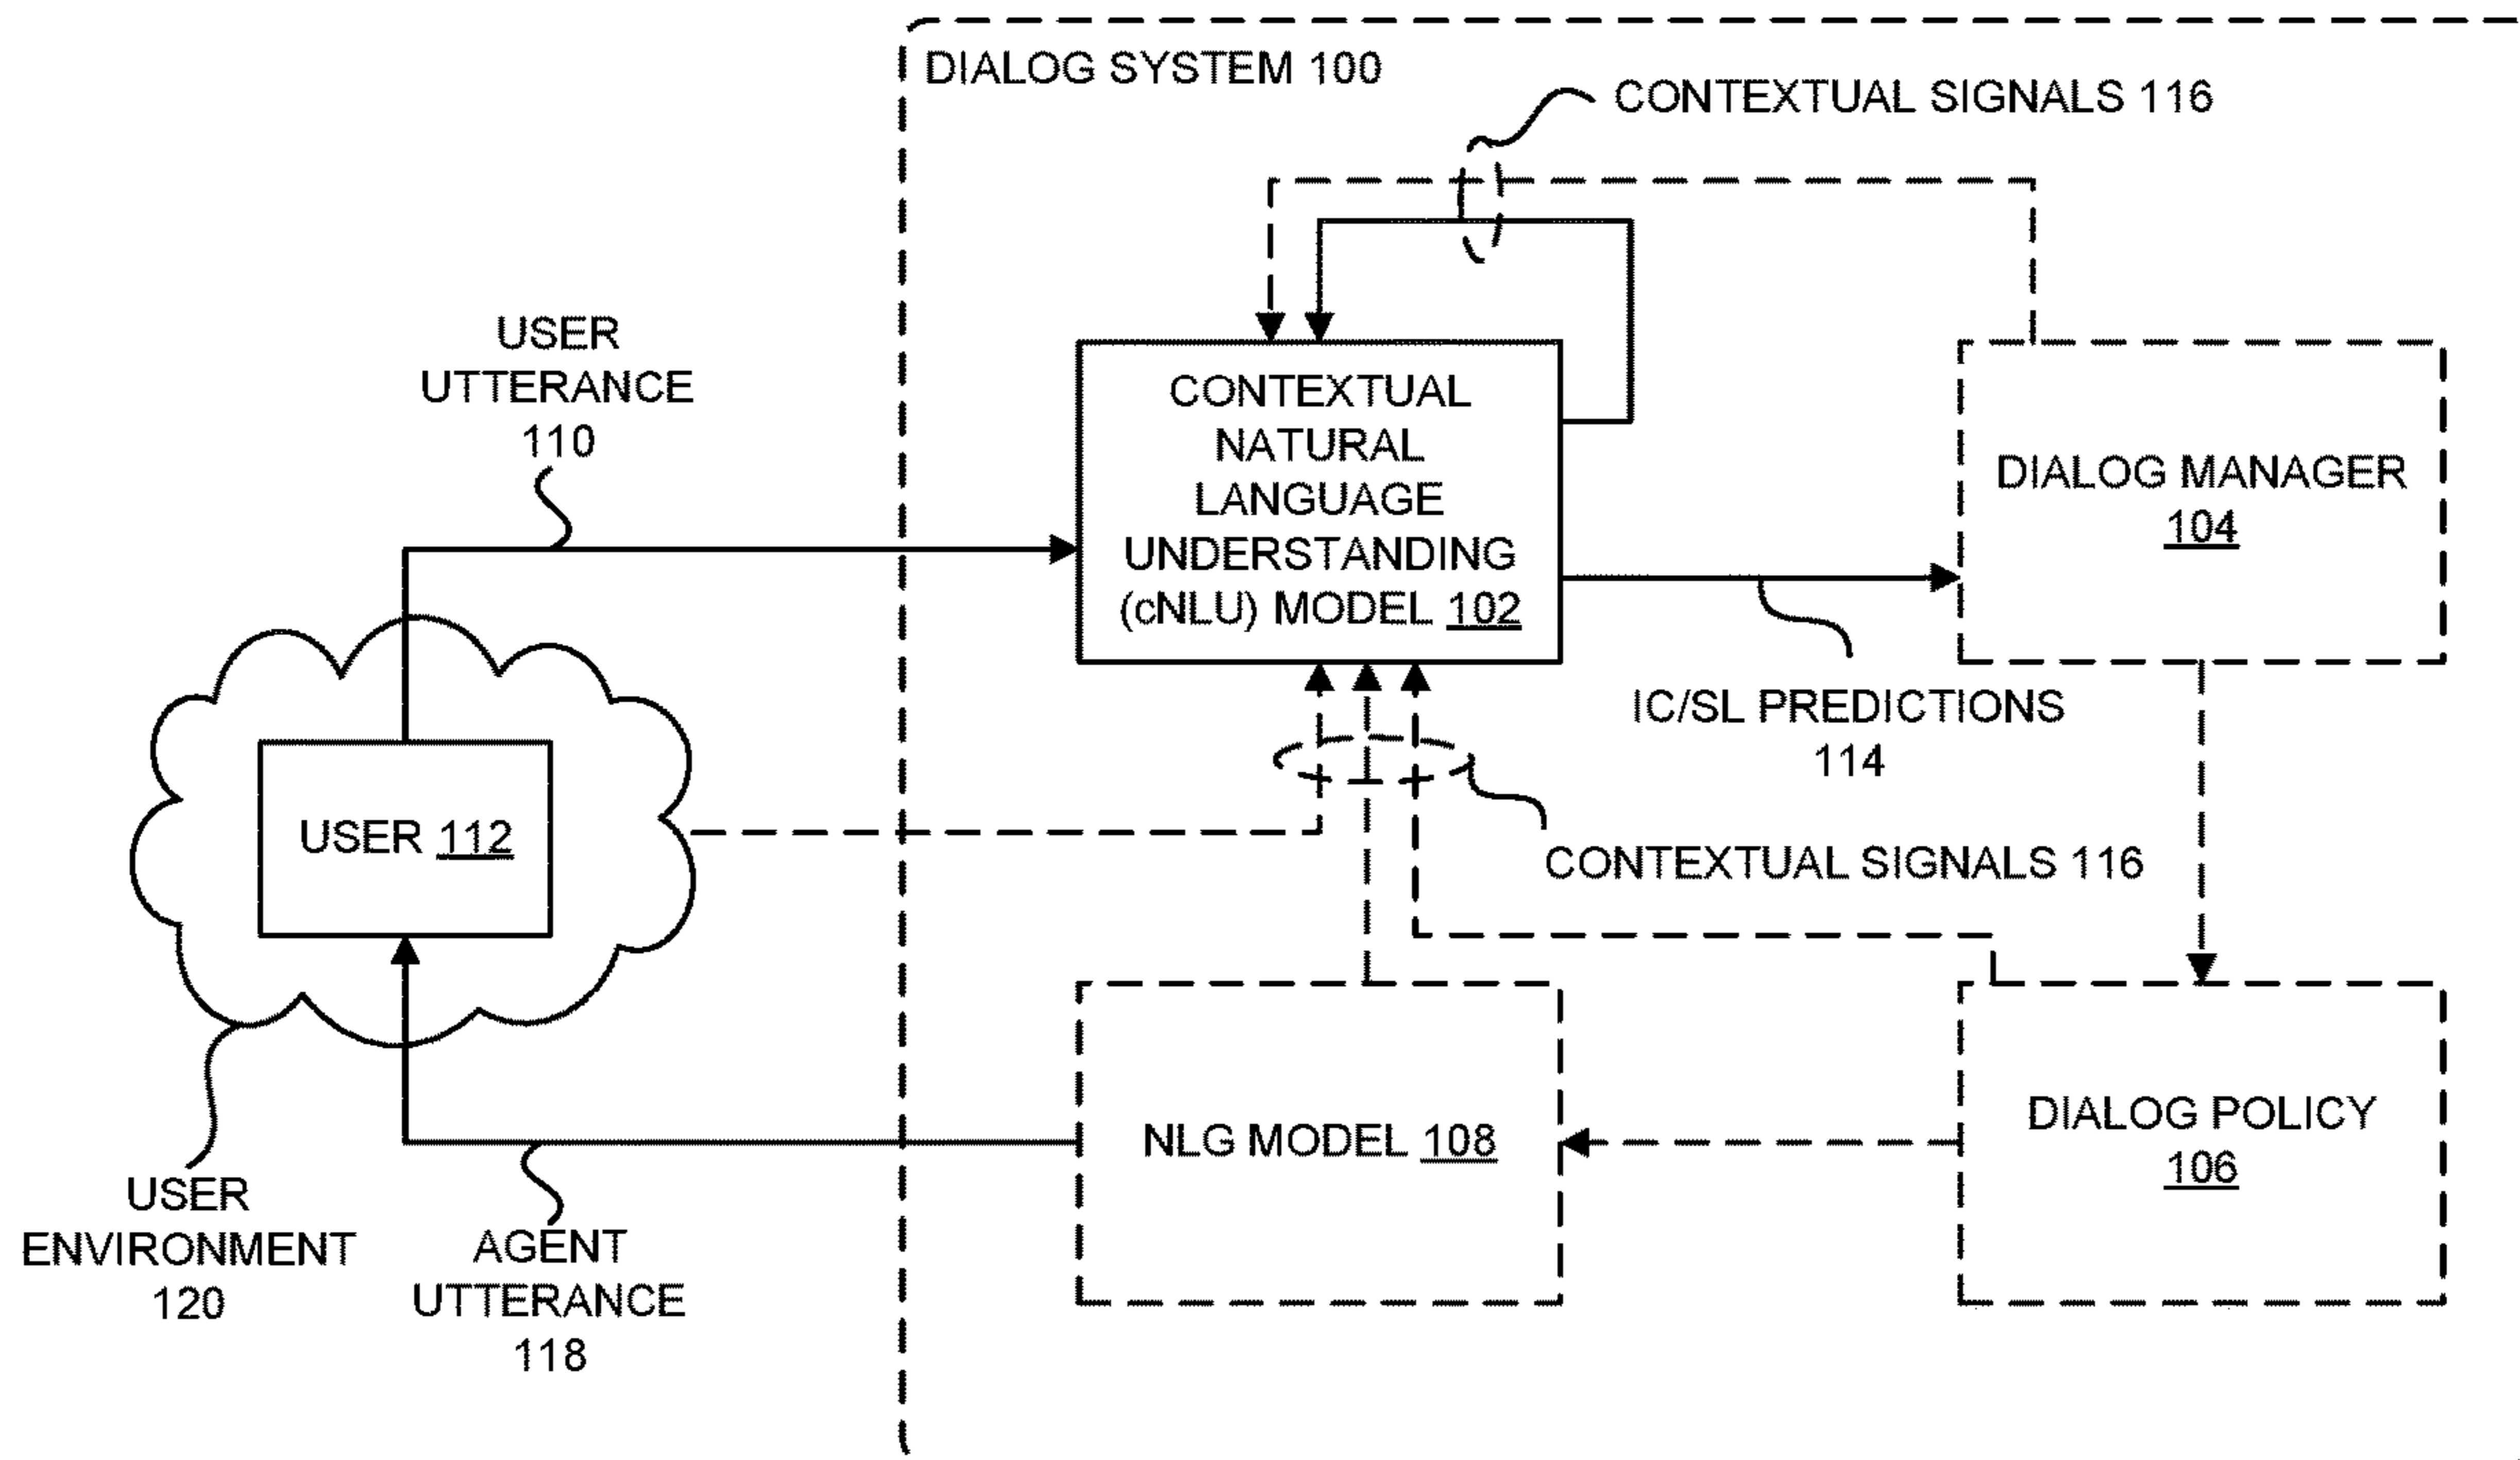 DIALOG SYSTEM 100
CONTEXTUAL SIGNALS 116
USER
UTTERANCE
110
CONTEXTUAL
NATURAL
LANGUAGE
UNDERSTANDING
(cNLU) MODEL 102
DIALOG MANAGER
104
IC/SL PREDICTIONS
114
USER 112
CONTEXTUAL SIGNALS 116
NLG MODEL 108
DIALOG POLICY
106
USER
ENVIRONMENT
120
AGENT
UTTERANCE
118